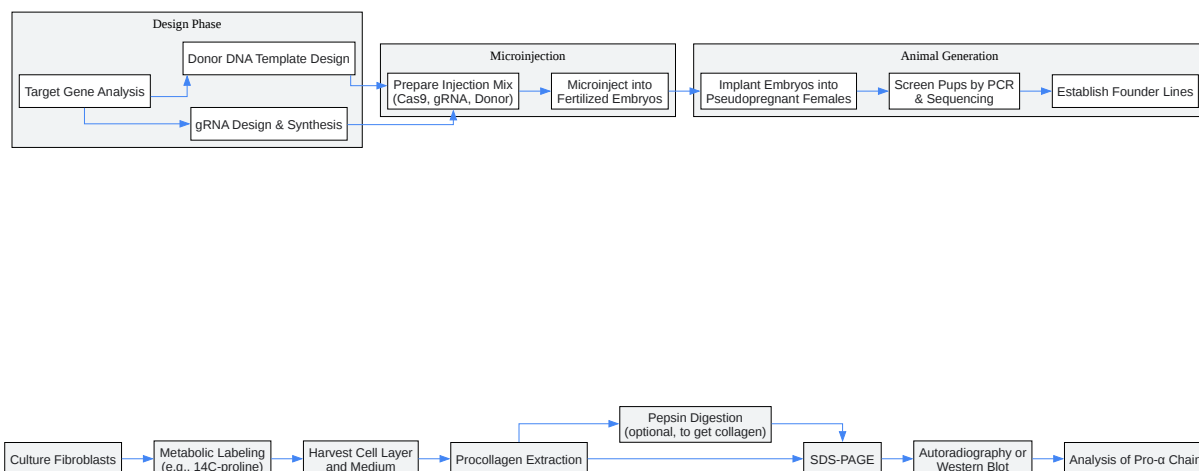 Design Phase
Target Gene Analysis
Donor DNA Template Design
gRNA Design & Synthesis
Microinjection
Prepare Injection Mix
(Cas9, gRNA, Donor)
Microinject into
Fertilized Embryos
Animal Generation
Implant Embryos into
Pseudopregnant Females
Screen Pups by PCR
& Sequencing
Establish Founder Lines
Culture Fibroblasts
Metabolic Labeling
(e.g., 14C-proline)
Harvest Cell Layer
and Medium
Procollagen Extraction
Pepsin Digestion
(optional, to get collagen)
SDS-PAGE
Autoradiography or
Western Blot
Analysis of Pro-α Chain